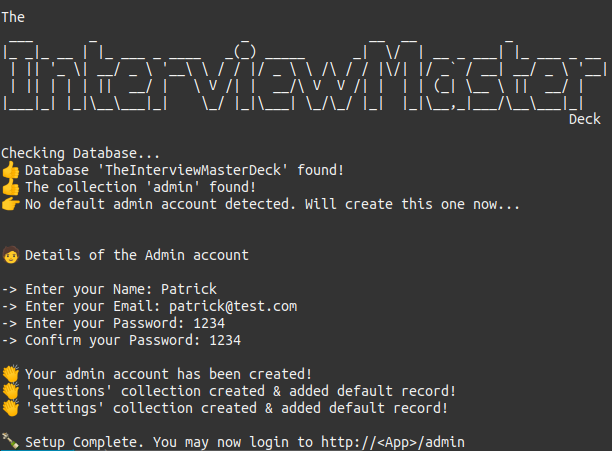 The
InterviewMaster
Deck
Checking Database...
Database 'TheInterviewMasterDeck' found!
The collection 'admin' found!
No default admin account detected. Will create this one now...
Details of the Admin account
-> Enter your Name: Patrick
-> Enter your Email: patrick@test.com
-> Enter your Password: 1234
-> Confirm your Password: 1234
Your admin account has been created!
'questions' collection created & added default record!
'settings' collection created & added default record!
Setup Complete. You may now login to http://<App>/admin